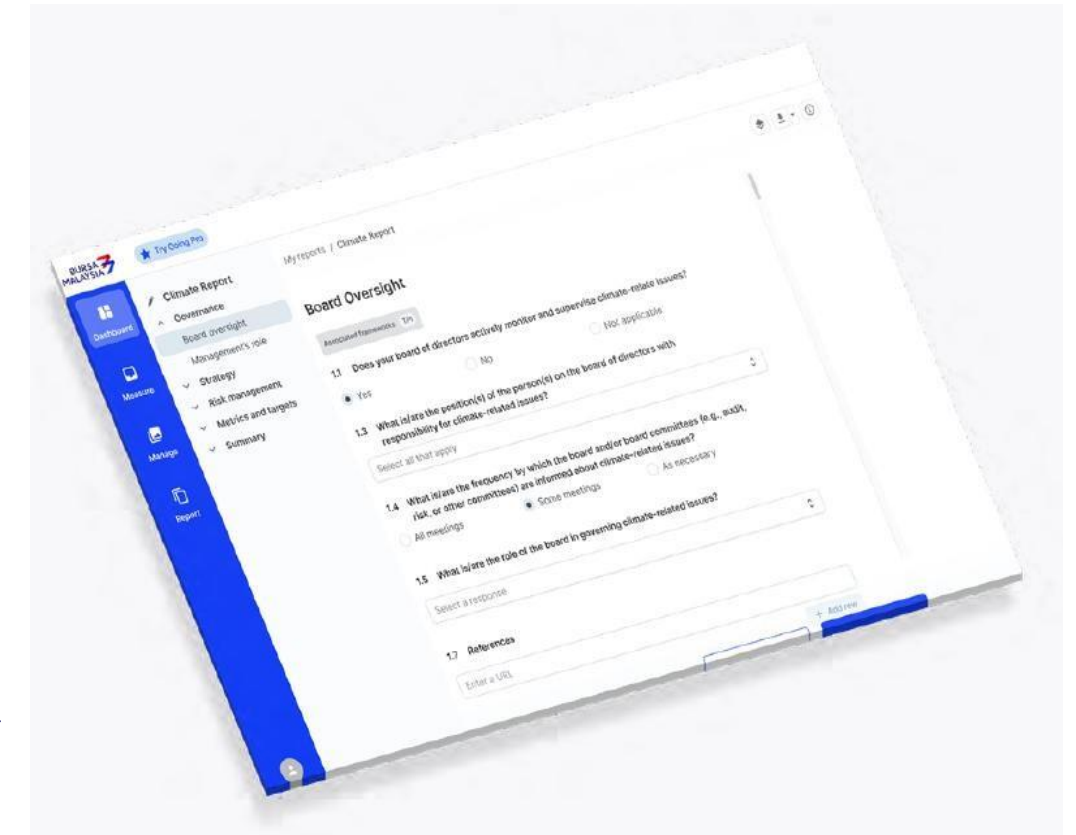 BURSA
MALAYSIA
Try Going Pro
Dashboard
Measure
Manage
Report
Climate Report
Governance
Board oversight
Management's role
Strategy
Risk management
Metrics and targets
Summary
My reports / Climate Report
Board Oversight
Associated frameworks
1.1 Does your board of directors actively monitor and supervise climate-relate issues?
Yes
No
Not applicable
1.3 What is/are the position(s) of the person(s) on the board of directors with
responsibility for climate-related issues?
Select all that apply
1.4 What is/are the frequency by which the board and/or board committees (e.g., audit,
risk, or other committees) are informed about climate-related issues?
All meetings
Some meetings
As necessary
1.5 What is/are the role of the board in governing climate-related issues?
Select a response
1.7 References
Enter a URL
+ Add new